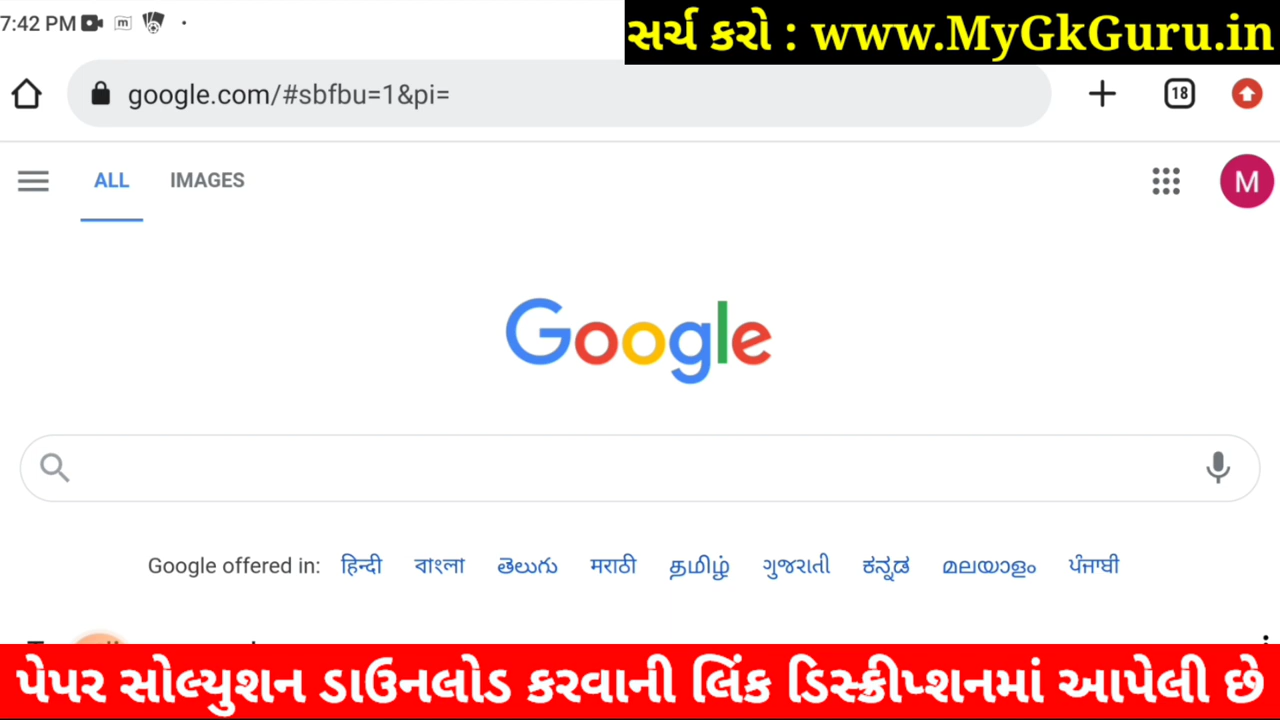 7:42 PM
સર્ચ કરો : www.MyGkGuru.in
google.com/#sbfbu=1&pi=
18
ALL IMAGES
M
Google
Google offered in: हिन्दी বাংলা తెలుగు मराठी தமிழ் ગુજરાતી ಕನ್ನಡ മലയാളം ਪੰਜਾਬੀ
પેપર સોલ્યુશન ડાઉનલોડ કરવાની લિંક ડિસ્ક્રીપ્શનમાં આપેલી છે